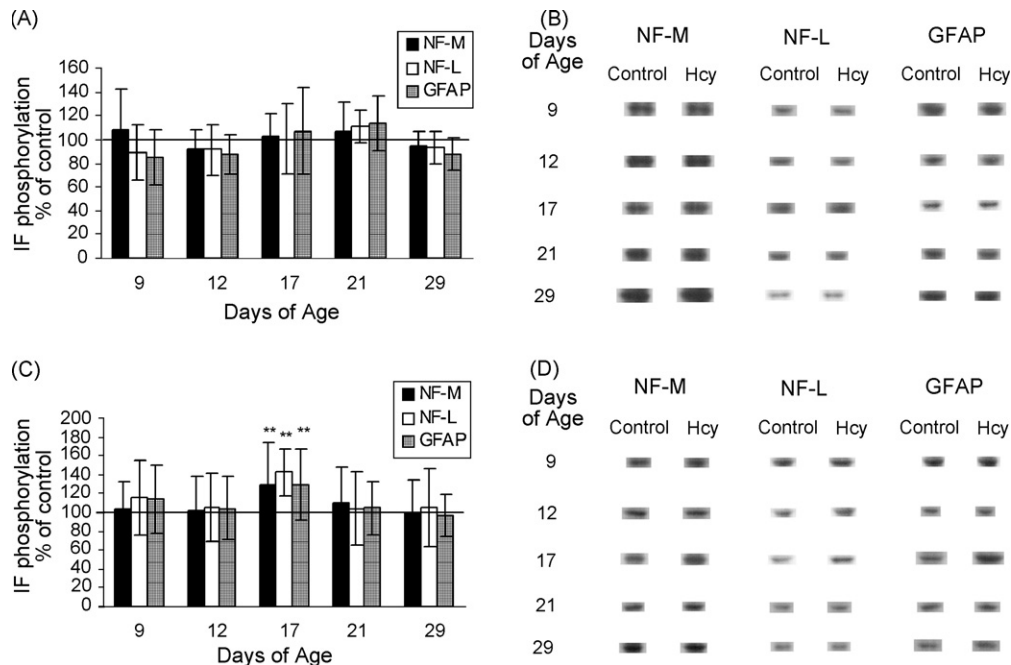 (A)
NF-M
NF-L
GFAP
IF phosphorylation
% of control
160
140
120
100
80
60
40
20
0
9 12 17 21 29
Days of Age
(B)
Days
of Age
NF-M NF-L GFAP
Control Hcy Control Hcy Control Hcy
9
12
17
21
29
(C)
NF-M
NF-L
GFAP
IF phosphorylation
% of control
200
180
160
140
120
100
80
60
40
20
0
** ** **
9 12 17 21 29
Days of Age
(D)
Days
of Age
NF-M NF-L GFAP
Control Hcy Control Hcy Control Hcy
9
12
17
21
29